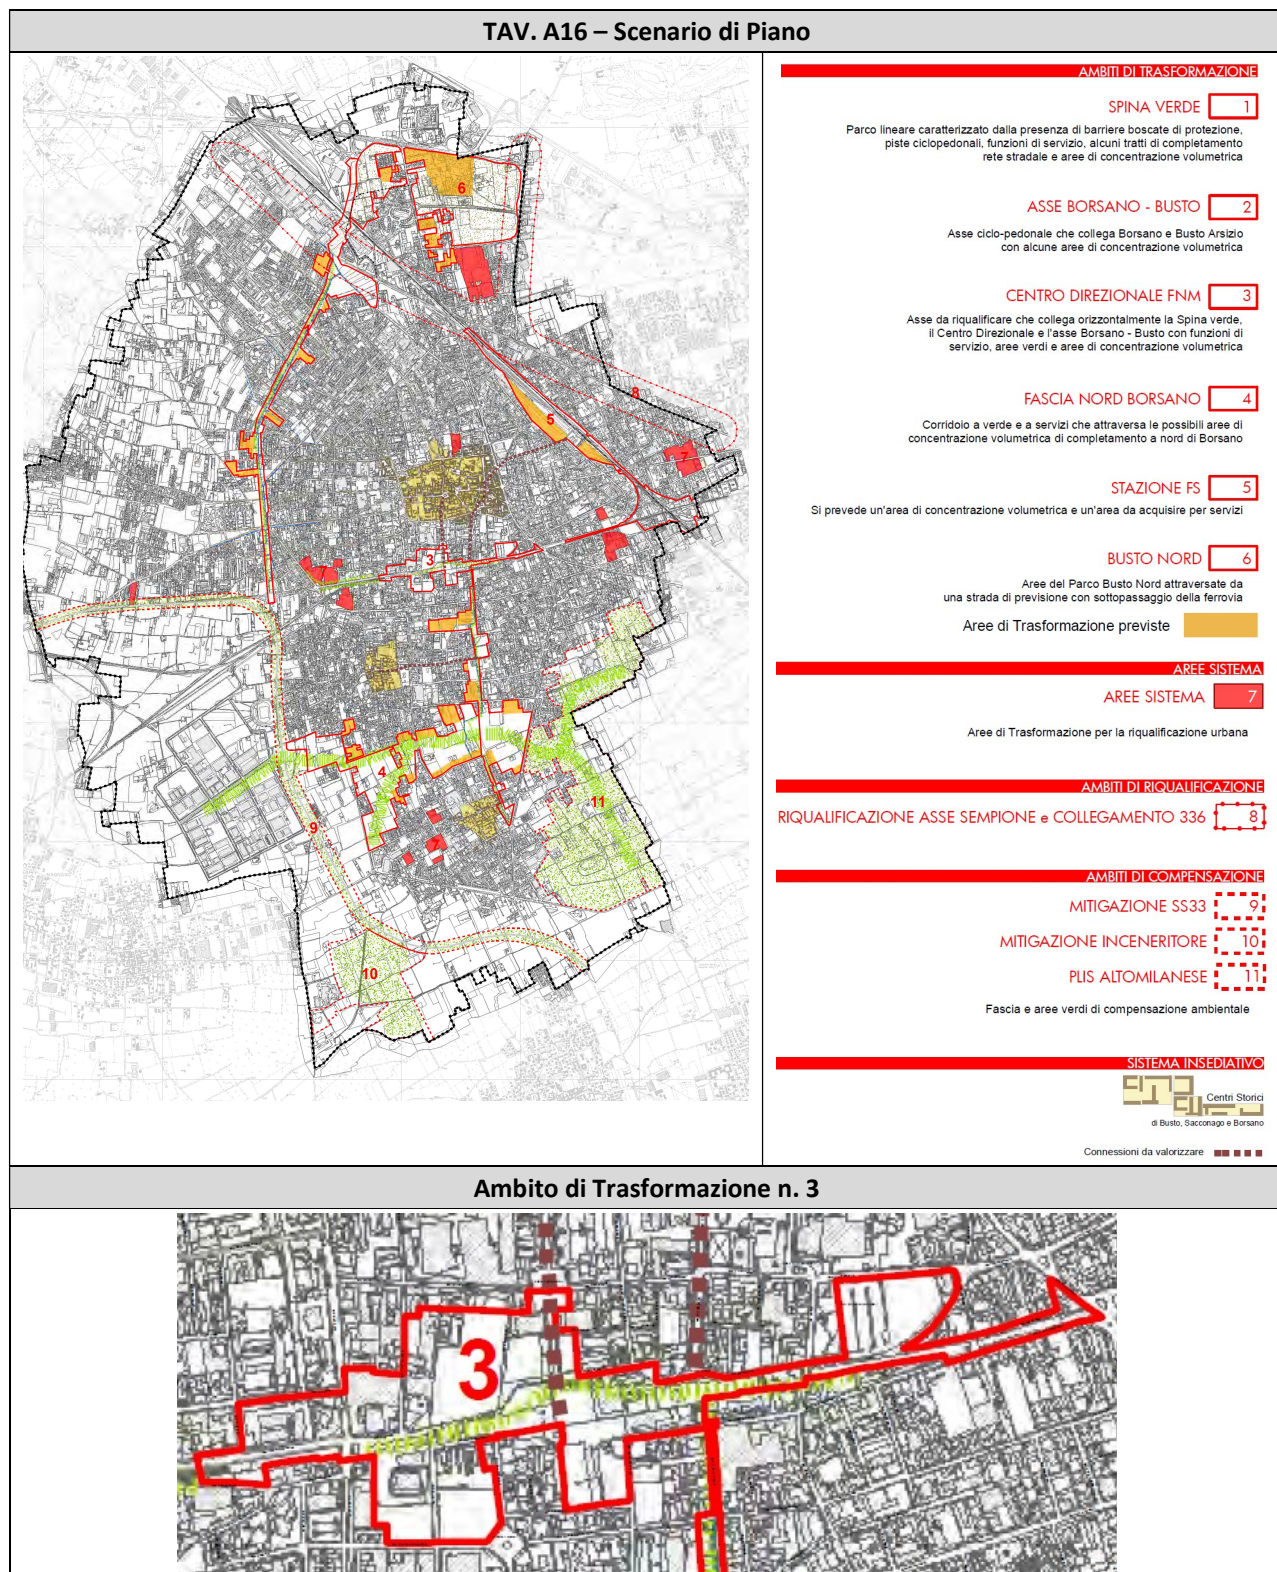 TAV. A16 – Scenario di Piano
AMBITI DI TRASFORMAZIONE
SPINA VERDE 1
Parco lineare caratterizzato dalla presenza di barriere boscate di protezione,
piste ciclopedonali, funzioni di servizio, alcuni tratti di completamento
rete stradale e aree di concentrazione volumetrica
ASSE BORSANO - BUSTO 2
Asse ciclo-pedonale che collega Borsano e Busto Arsizio
con alcune aree di concentrazione volumetrica
CENTRO DIREZIONALE FNM 3
Asse da riqualificare che collega orizzontalmente la Spina verde,
il Centro Direzionale e l'asse Borsano - Busto con funzioni di
servizio, aree verdi e aree di concentrazione volumetrica
FASCIA NORD BORSANO 4
Corridoio a verde e a servizi che attraversa le possibili aree di
concentrazione volumetrica di completamento a nord di Borsano
STAZIONE FS 5
Si prevede un'area di concentrazione volumetrica e un'area da acquisire per servizi
BUSTO NORD 6
Aree del Parco Busto Nord attraversate da
una strada di previsione con sottopassaggio della ferrovia
Aree di Trasformazione previste
AREE SISTEMA
AREE SISTEMA 7
Aree di Trasformazione per la riqualificazione urbana
AMBITI DI RIQUALIFICAZIONE
RIQUALIFICAZIONE ASSE SEMPIONE e COLLEGAMENTO 336 8
AMBITI DI COMPENSAZIONE
MITIGAZIONE SS33 9
MITIGAZIONE INCENERITORE 10
PLIS ALTOMILANESE 11
Fascia e aree verdi di compensazione ambientale
SISTEMA INSEDIATIVO
Centri Storici
di Busto, Sacconago e Borsano
Connessioni da valorizzare
6
1
8
5
7
3
7
4
11
9
7
10
Ambito di Trasformazione n. 3
3